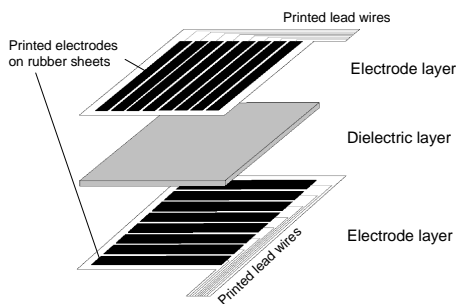 Printed lead wires
Printed electrodes
on rubber sheets
Electrode layer
Dielectric layer
Electrode layer
Printed lead wires